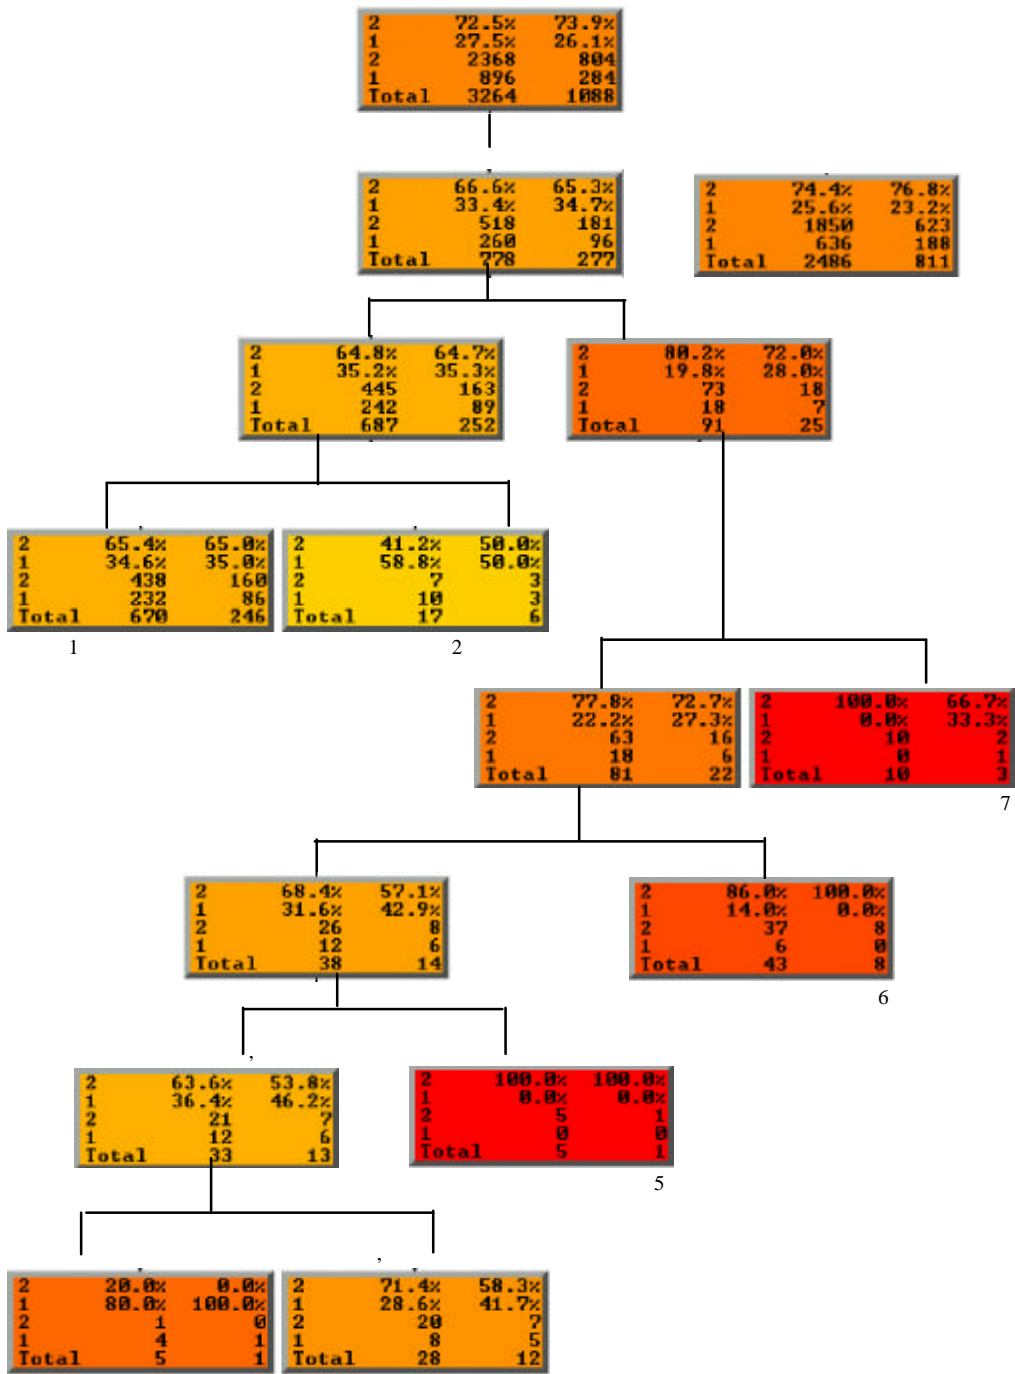 2 72.5% 73.9%
1 27.5% 26.1%
2 2368 804
1 896 284
Total 3264 1088
2 66.6% 65.3%
1 33.4% 34.7%
2 518 181
1 260 96
Total 778 277
2 74.4% 76.8%
1 25.6% 23.2%
2 1850 623
1 636 188
Total 2486 811
2 64.8% 64.7%
1 35.2% 35.3%
2 445 163
1 242 89
Total 687 252
2 80.2% 72.0%
1 19.8% 28.0%
2 73 18
1 18 7
Total 91 25
2 65.4% 65.0%
1 34.6% 35.0%
2 438 160
1 232 86
Total 670 246
1
2 41.2% 50.0%
1 58.8% 50.0%
2 7 3
1 10 3
Total 17 6
2
2 77.8% 72.7%
1 22.2% 27.3%
2 63 16
1 18 6
Total 81 22
2 100.0% 66.7%
1 0.0% 33.3%
2 10 2
1 0 1
Total 10 3
7
2 68.4% 57.1%
1 31.6% 42.9%
2 26 8
1 12 6
Total 38 14
2 86.0% 100.0%
1 14.0% 0.0%
2 37 8
1 6 0
Total 43 8
6
,
2 63.6% 53.8%
1 36.4% 46.2%
2 21 7
1 12 6
Total 33 13
2 100.0% 100.0%
1 0.0% 0.0%
2 5 1
1 0 0
Total 5 1
5
,
2 20.0% 0.0%
1 80.0% 100.0%
2 1 0
1 4 1
Total 5 1
2 71.4% 58.3%
1 28.6% 41.7%
2 20 7
1 8 5
Total 28 12